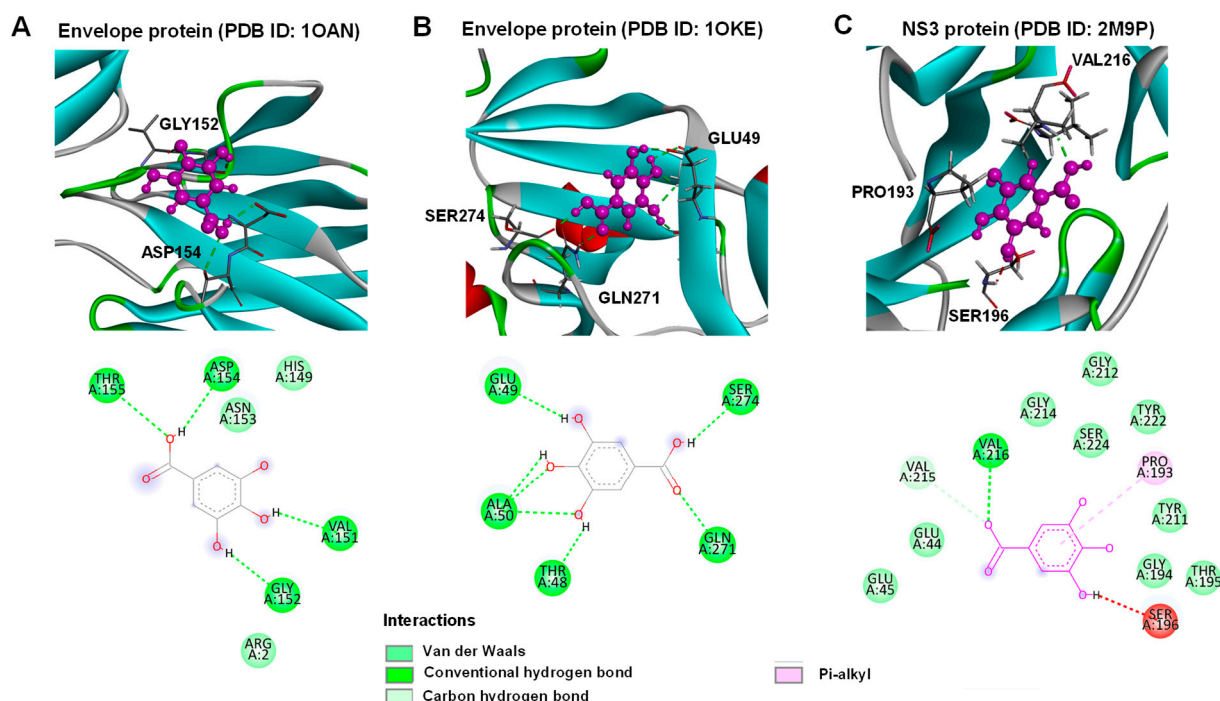 A
Envelope protein (PDB ID: 1OAN)
GLY152
ASP154
THR
A:155
ASP
A:154
HIS
A:149
ASN
A:153
H
O
O
O
O
H
O
H
VAL
A:151
GLY
A:152
ARG
A:2
B
Envelope protein (PDB ID: 1OKE)
GLU49
SER274
GLN271
GLU
A:49
SER
A:274
H
O
O
H
H
O
O
O
H
ALA
A:50
THR
A:48
GLN
A:271
C
NS3 protein (PDB ID: 2M9P)
VAL216
PRO193
SER196
GLY
A:212
GLY
A:214
TYR
A:222
SER
A:224
VAL
A:216
VAL
A:215
PRO
A:193
TYR
A:211
GLU
A:44
GLU
A:45
GLY
A:194
THR
A:195
SER
A:196
O
O
O
O
O
H
Interactions
Van der Waals
Conventional hydrogen bond
Carbon hydrogen bond
Pi-alkyl